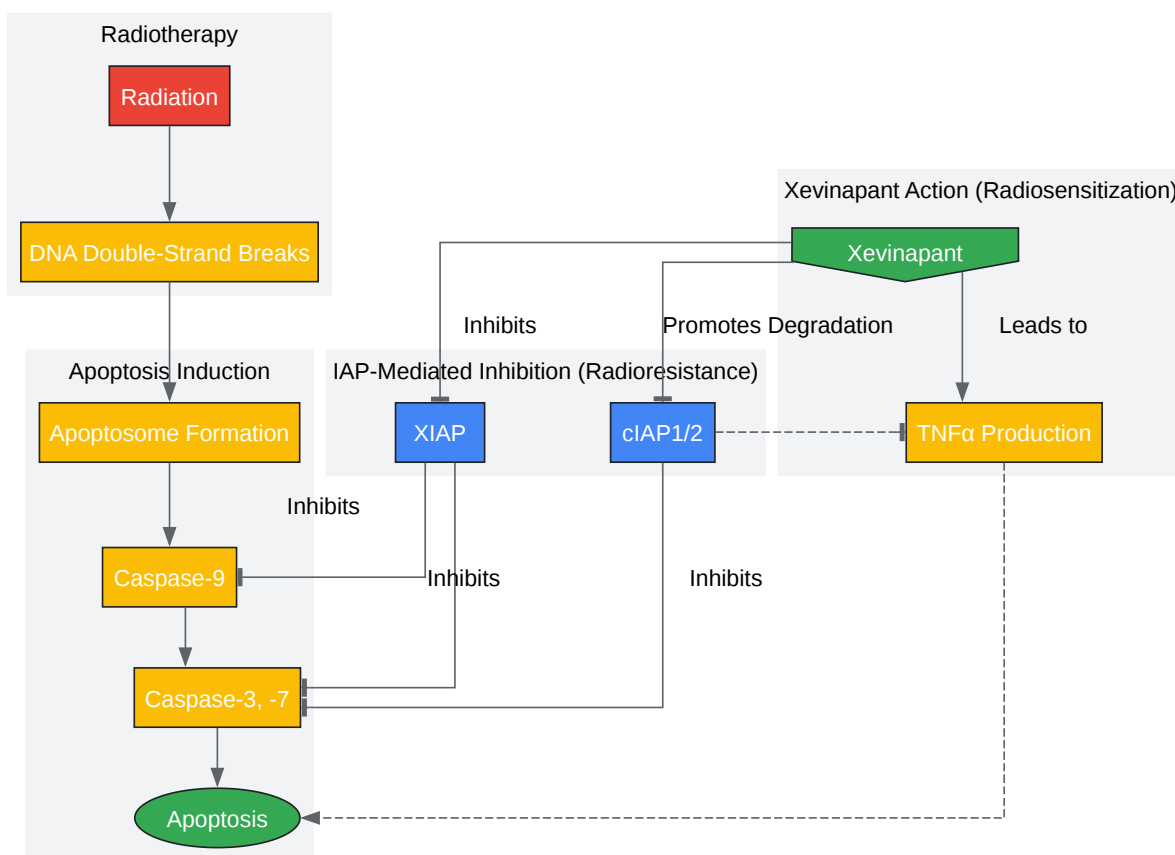 Radiotherapy
Radiation
DNA Double-Strand Breaks
Xevinapant Action (Radiosensitization)
Xevinapant
Inhibits
Promotes Degradation
Leads to
Apoptosis Induction
IAP-Mediated Inhibition (Radioresistance)
Apoptosome Formation
XIAP
cIAP1/2
TNFα Production
Inhibits
Caspase-9
Inhibits
Inhibits
Caspase-3, -7
Apoptosis